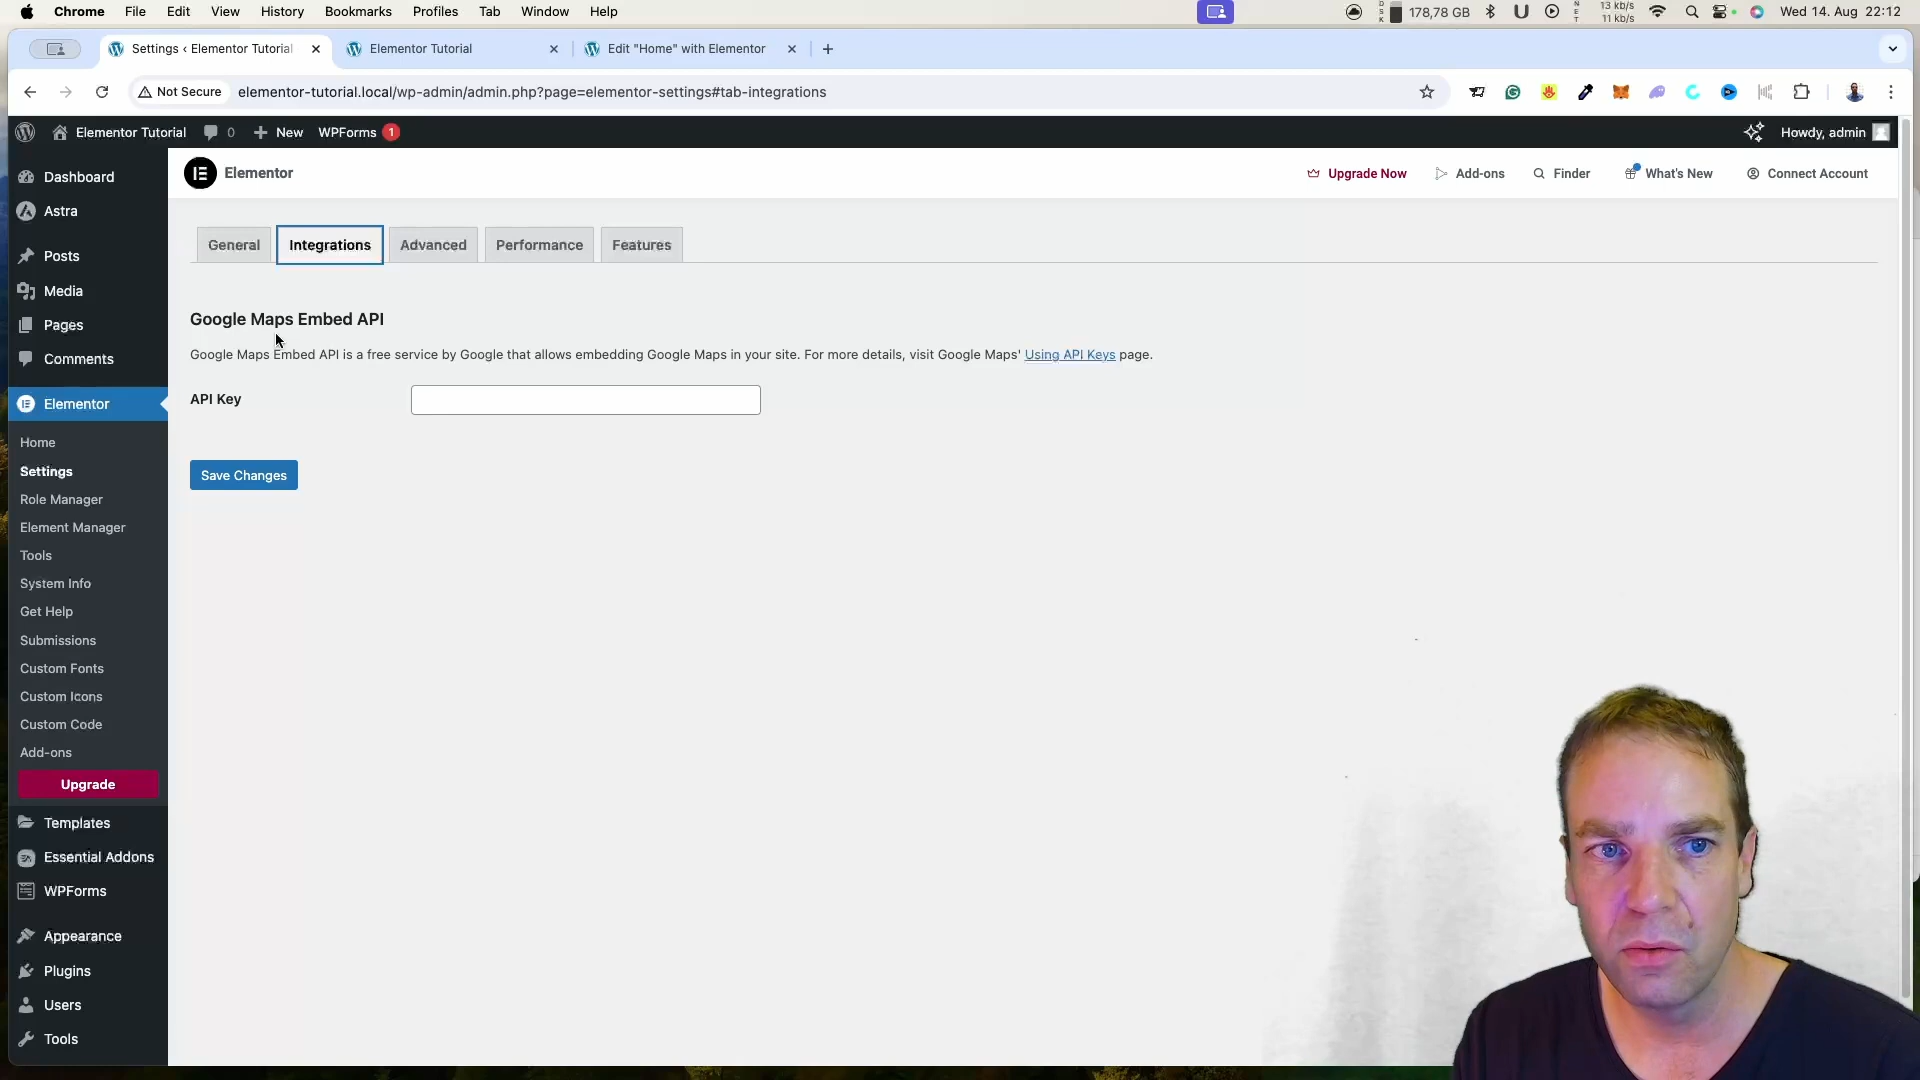 Chrome File Edit View History Bookmarks Profiles Tab Window Help
178,78 GB
13 kb/s
11 kb/s
Wed 14. Aug 22:12
Settings ‹ Elementor Tutorial
Elementor Tutorial
Edit "Home" with Elementor
Not Secure
elementor-tutorial.local/wp-admin/admin.php?page=elementor-settings#tab-integrations
Elementor Tutorial
0
New
WPForms 1
Howdy, admin
Dashboard
Astra
Posts
Media
Pages
Comments
Elementor
Home
Settings
Role Manager
Element Manager
Tools
System Info
Get Help
Submissions
Custom Fonts
Custom Icons
Custom Code
Add-ons
Upgrade
Templates
Essential Addons
WPForms
Appearance
Plugins
Users
Tools
Elementor
Upgrade Now
Add-ons
Finder
What's New
Connect Account
General
Integrations
Advanced
Performance
Features
Google Maps Embed API
Google Maps Embed API is a free service by Google that allows embedding Google Maps in your site. For more details, visit Google Maps' Using API Keys page.
API Key
Save Changes